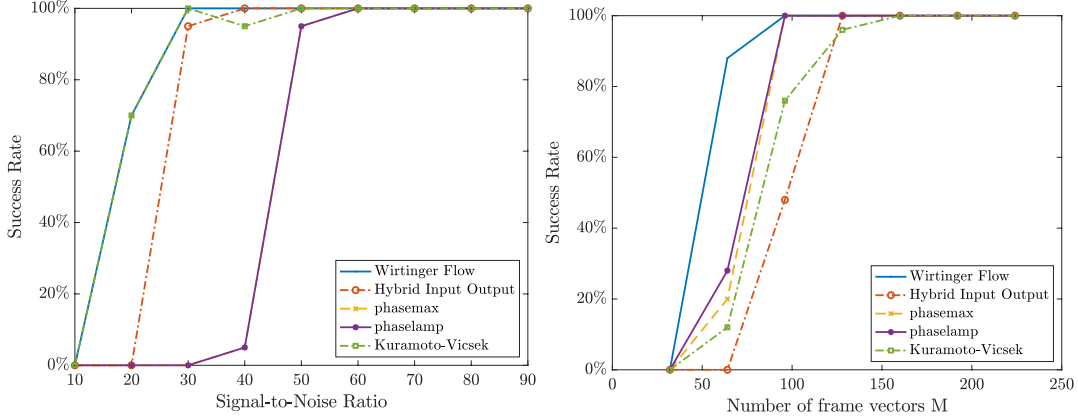 100%
80%
60%
40%
20%
0%
Success Rate
10 20 30 40 50 60 70 80 90
Signal-to-Noise Ratio
Wirtinger Flow
Hybrid Input Output
phasemax
phaselamp
Kuramoto-Vicsek
100%
80%
60%
40%
20%
0%
Success Rate
0 50 100 150 200 250
Number of frame vectors M
Wirtinger Flow
Hybrid Input Output
phasemax
phaselamp
Kuramoto-Vicsek